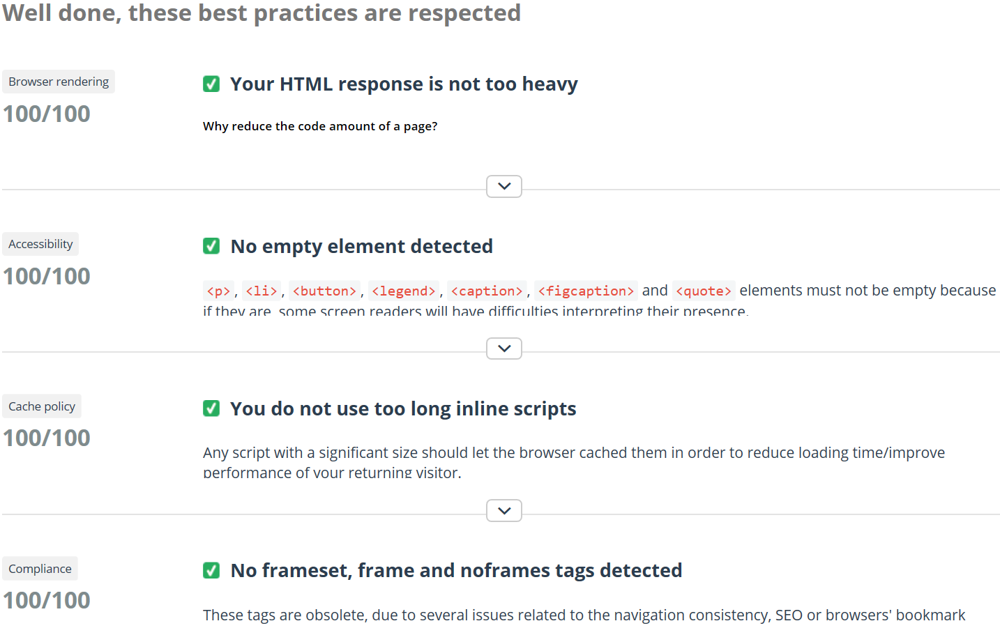 Well done, these best practices are respected
Browser rendering
100/100
Your HTML response is not too heavy
Why reduce the code amount of a page?
Accessibility
100/100
No empty element detected
<p>, <li>, <button>, <legend>, <caption>, <figcaption> and <quote> elements must not be empty because
if they are, some screen readers will have difficulties interpreting their presence.
Cache policy
100/100
You do not use too long inline scripts
Any script with a significant size should let the browser cached them in order to reduce loading time/improve
performance of your returning visitor.
Compliance
100/100
No frameset, frame and noframes tags detected
These tags are obsolete, due to several issues related to the navigation consistency, SEO or browsers' bookmark